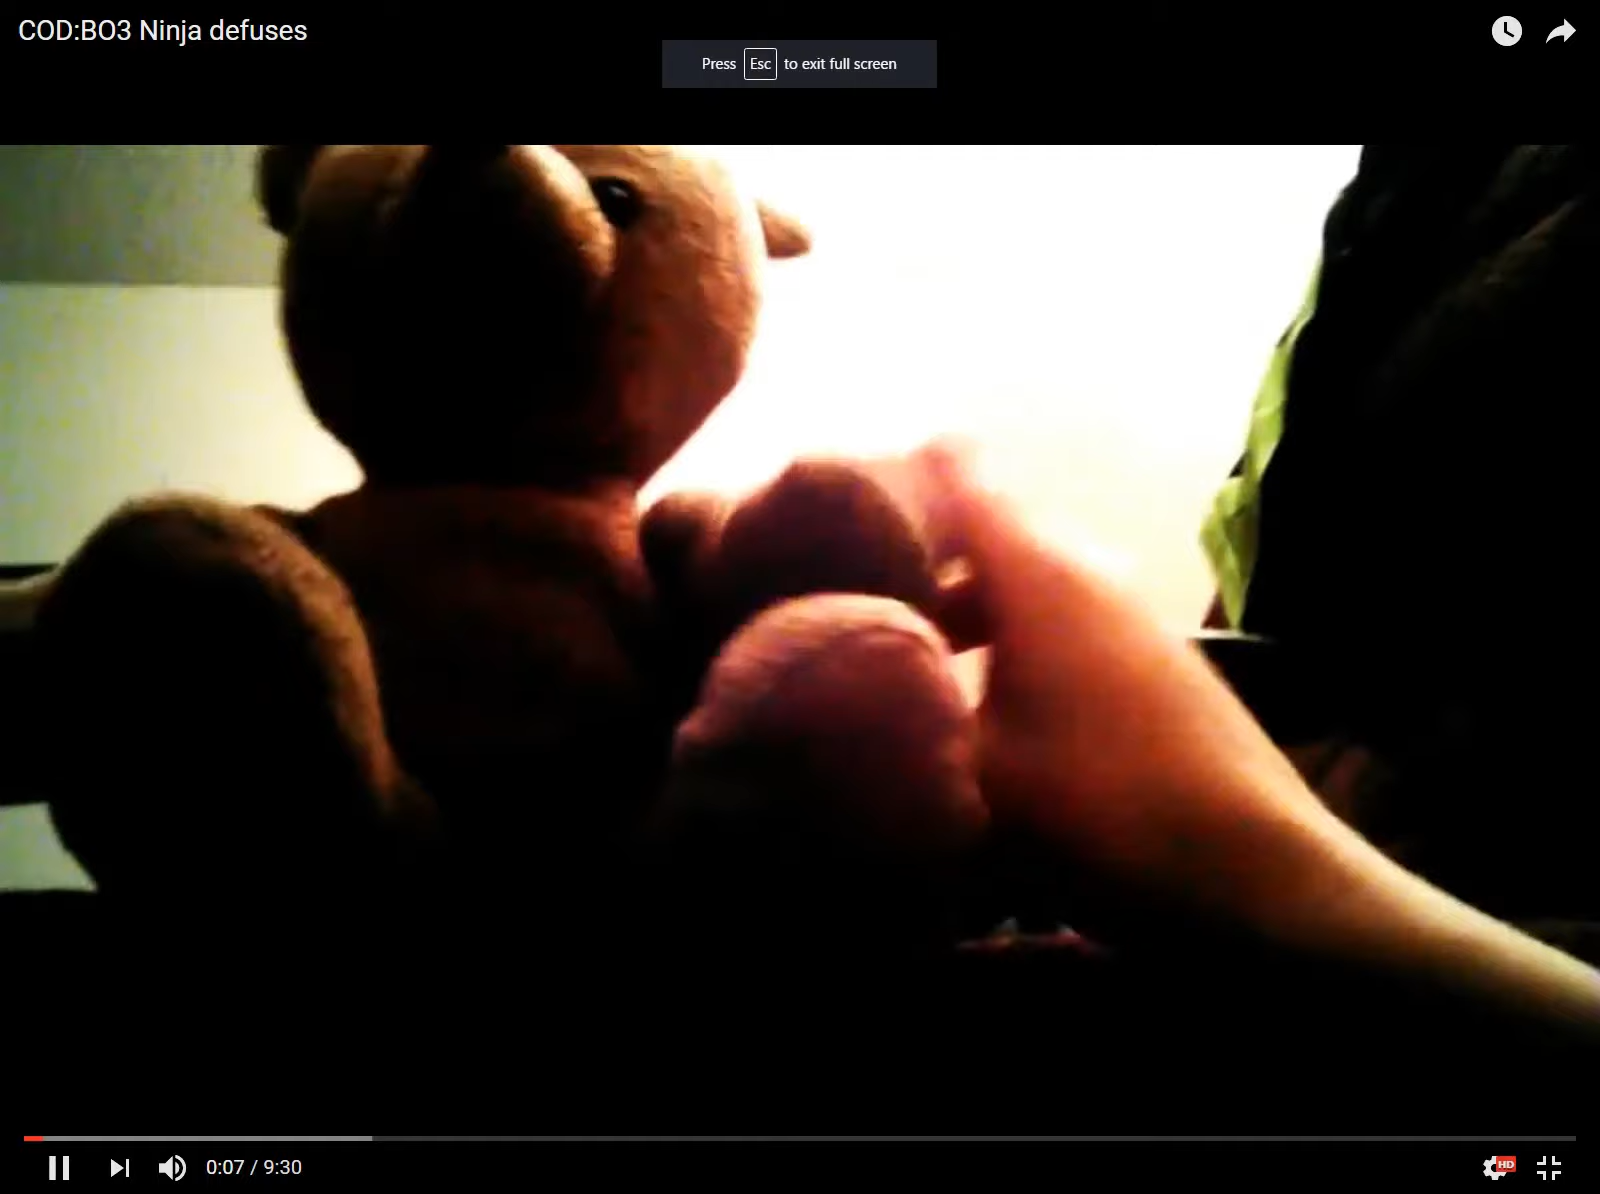 COD:BO3 Ninja defuses
Press Esc to exit full screen
0:07 / 9:30
HD